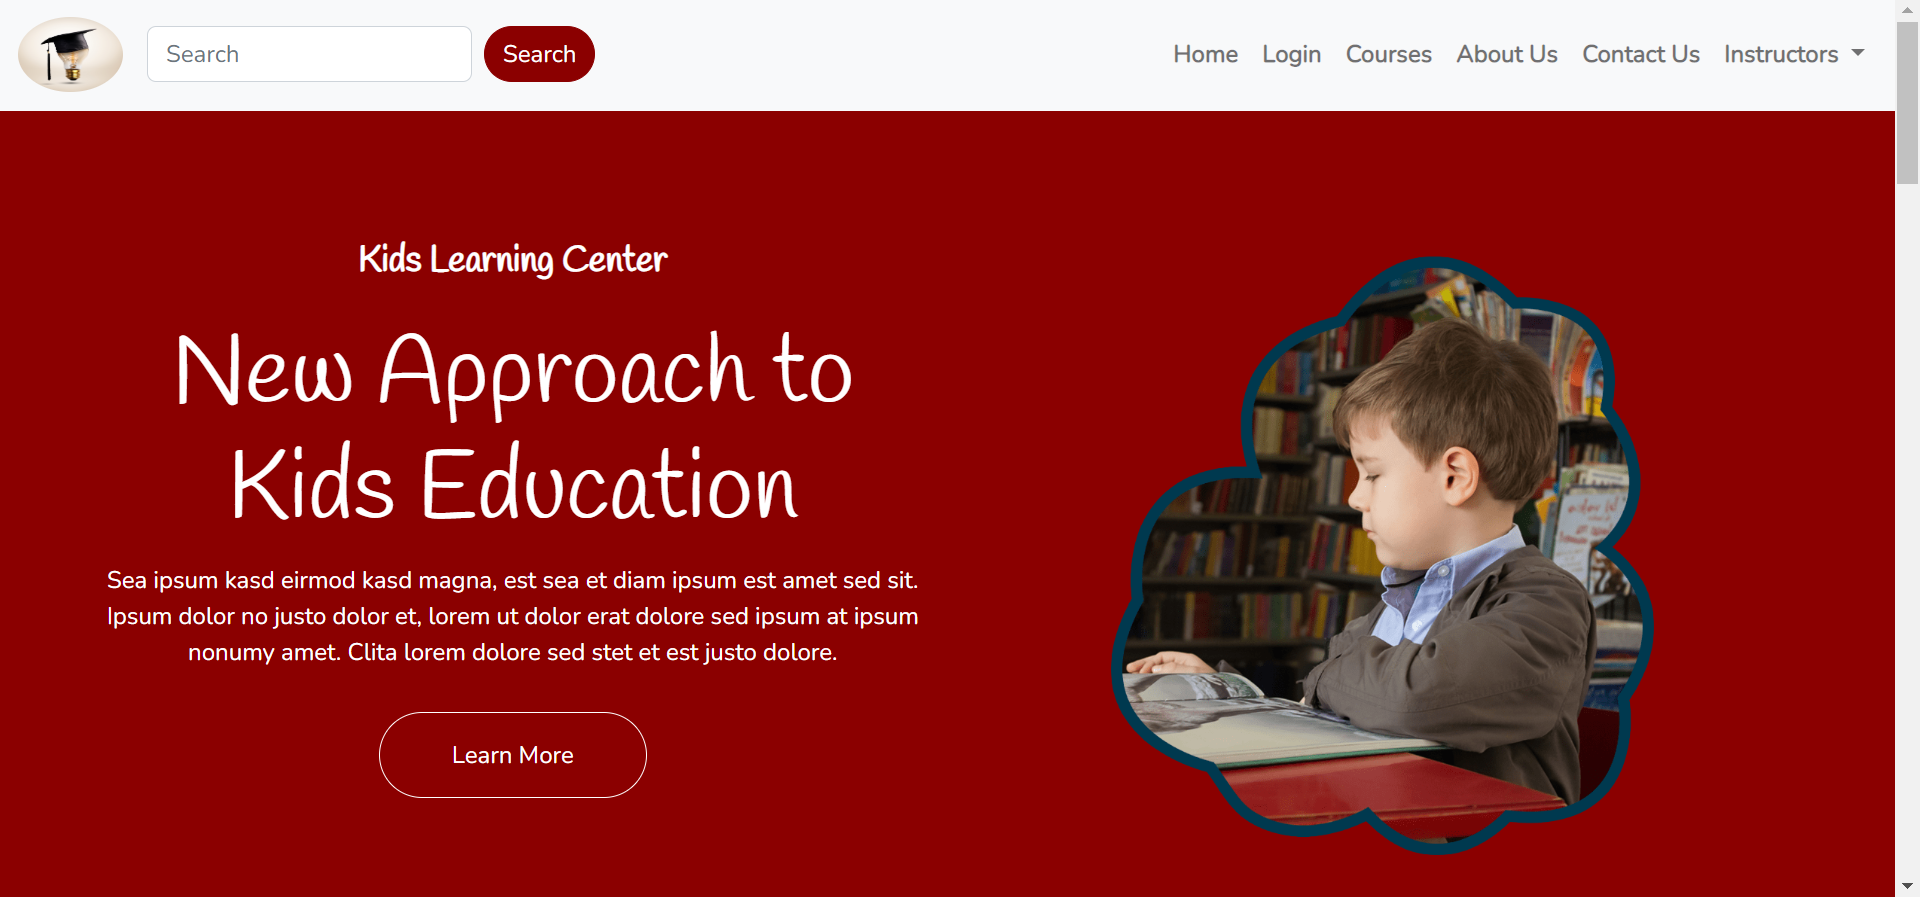 Search
Search
Home
Login
Courses
About Us
Contact Us
Instructors
Kids Learning Center
New Approach to
Kids Education
Sea ipsum kasd eirmod kasd magna, est sea et diam ipsum est amet sed sit.
Ipsum dolor no justo dolor et, lorem ut dolor erat dolore sed ipsum at ipsum
nonumy amet. Clita lorem dolore sed stet et est justo dolore.
Learn More